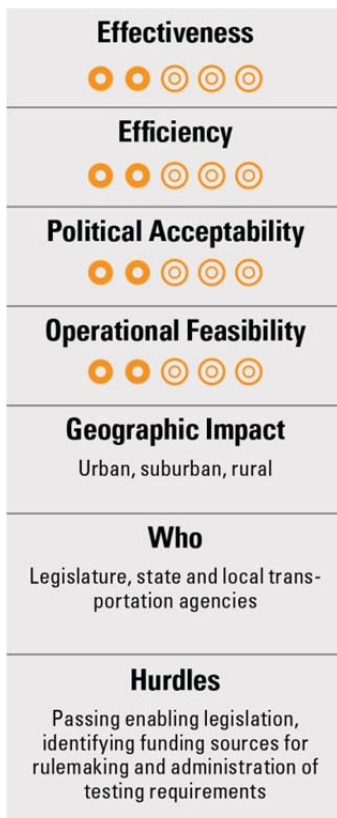 Effectiveness
Efficiency
Political Acceptability
Operational Feasibility
Geographic Impact
Urban, suburban, rural
Who
Legislature, state and local trans-
portation agencies
Hurdles
Passing enabling legislation,
identifying funding sources for
rulemaking and administration of
testing requirements